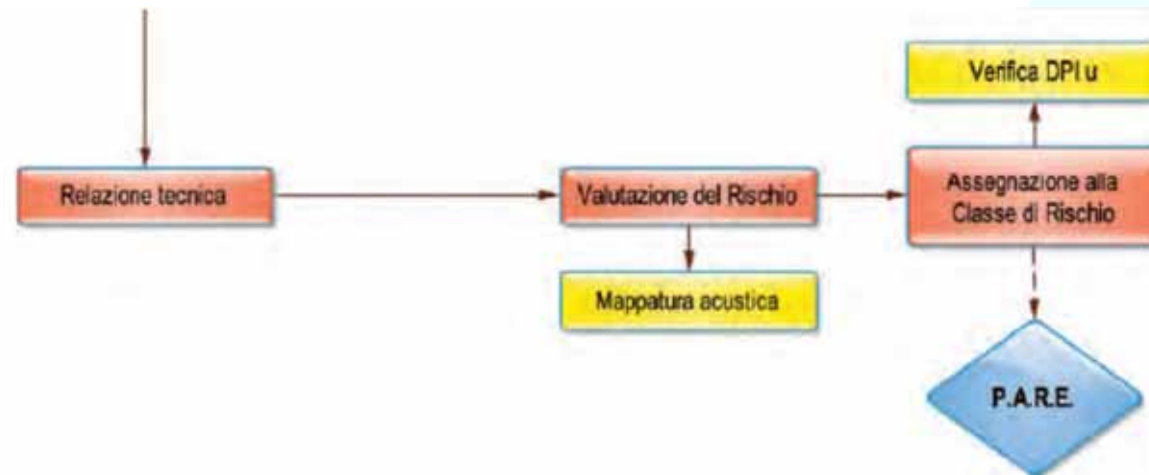 Verifica DPI u
Relazione tecnica
Valutazione del Rischio
Assegnazione alla
Classe di Rischio
Mappatura acustica
P.A.R.E.